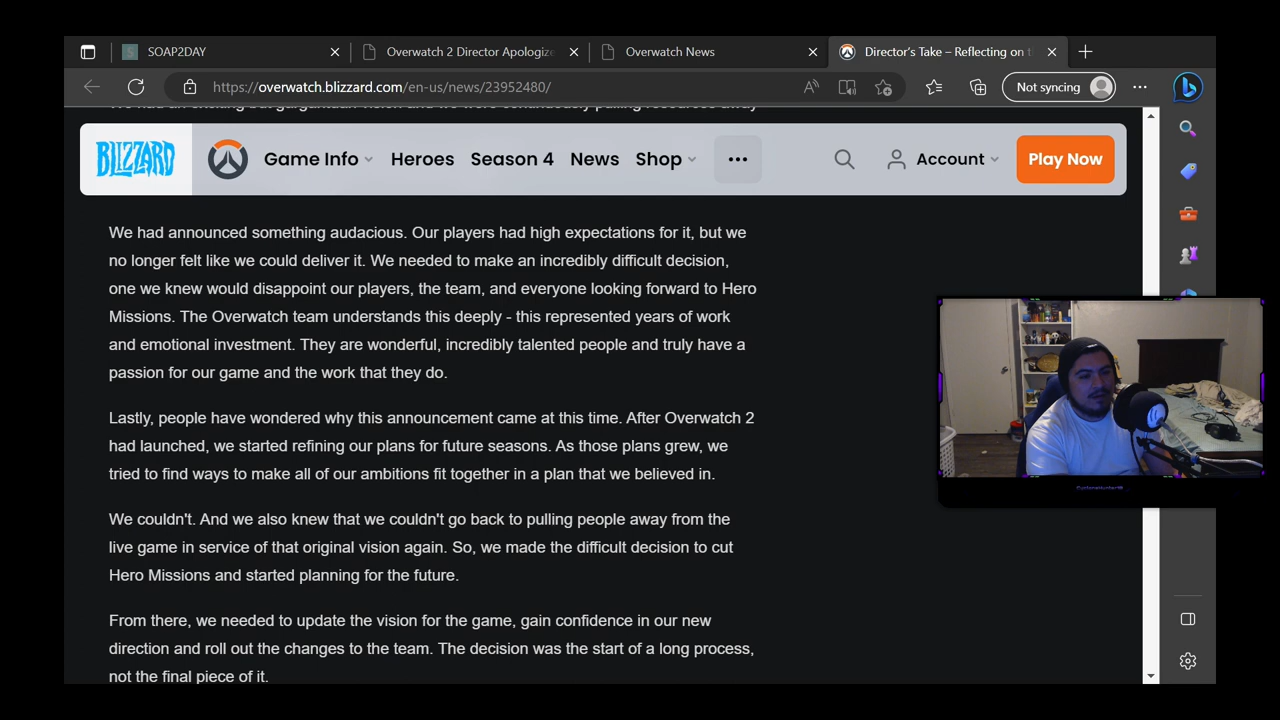 SOAP2DAY
Overwatch 2 Director Apologize
Overwatch News
Director's Take – Reflecting on t
https://overwatch.blizzard.com/en-us/news/23952480/
Not syncing
BLIZZARD
Game Info
Heroes
Season 4
News
Shop
Account
Play Now
We had announced something audacious. Our players had high expectations for it, but we
no longer felt like we could deliver it. We needed to make an incredibly difficult decision,
one we knew would disappoint our players, the team, and everyone looking forward to Hero
Missions. The Overwatch team understands this deeply - this represented years of work
and emotional investment. They are wonderful, incredibly talented people and truly have a
passion for our game and the work that they do.
Lastly, people have wondered why this announcement came at this time. After Overwatch 2
had launched, we started refining our plans for future seasons. As those plans grew, we
tried to find ways to make all of our ambitions fit together in a plan that we believed in.
We couldn't. And we also knew that we couldn't go back to pulling people away from the
live game in service of that original vision again. So, we made the difficult decision to cut
Hero Missions and started planning for the future.
From there, we needed to update the vision for the game, gain confidence in our new
direction and roll out the changes to the team. The decision was the start of a long process,
not the final piece of it.